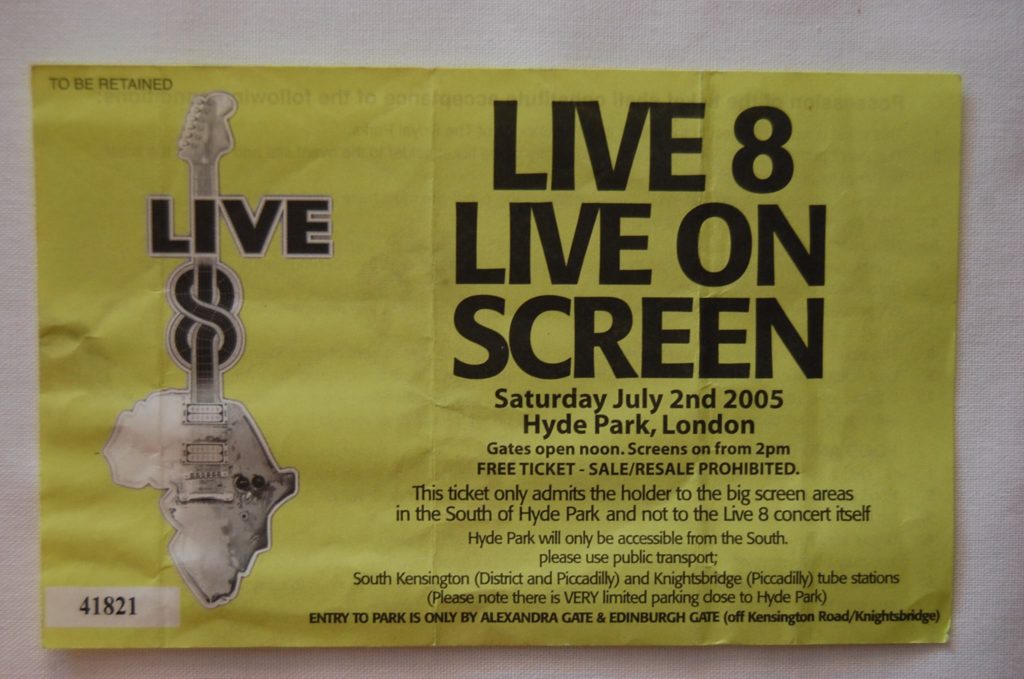 TO BE RETAINED
LIVE
8
41821
LIVE 8
LIVE ON
SCREEN
Saturday July 2nd 2005
Hyde Park, London
Gates open noon. Screens on from 2pm
FREE TICKET - SALE/RESALE PROHIBITED.
This ticket only admits the holder to the big screen areas
in the South of Hyde Park and not to the Live 8 concert itself
Hyde Park will only be accessible from the South.
please use public transport;
South Kensington (District and Piccadilly) and Knightsbridge (Piccadilly) tube stations
(Please note there is VERY limited parking close to Hyde Park)
ENTRY TO PARK IS ONLY BY ALEXANDRA GATE & EDINBURGH GATE (off Kensington Road/Knightsbridge)